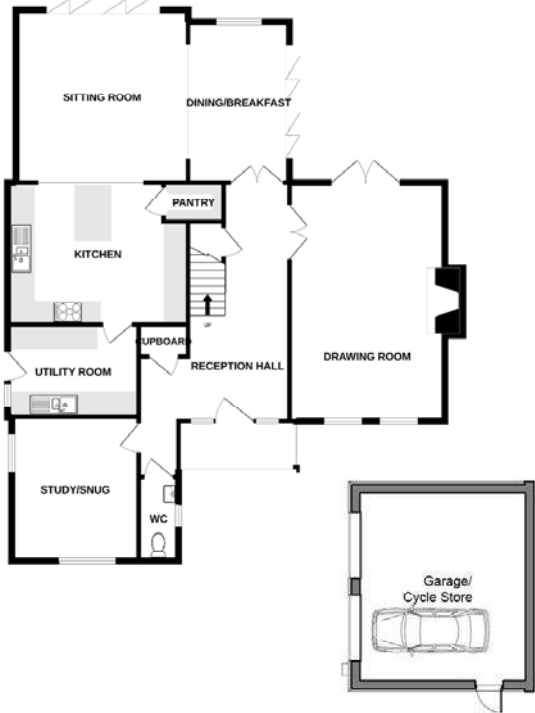 SITTING ROOM
DINING/BREAKFAST
PANTRY
KITCHEN
UP
CUPBOARD
UTILITY ROOM
RECEPTION HALL
DRAWING ROOM
STUDY/SNUG
WC
Garage/
Cycle Store